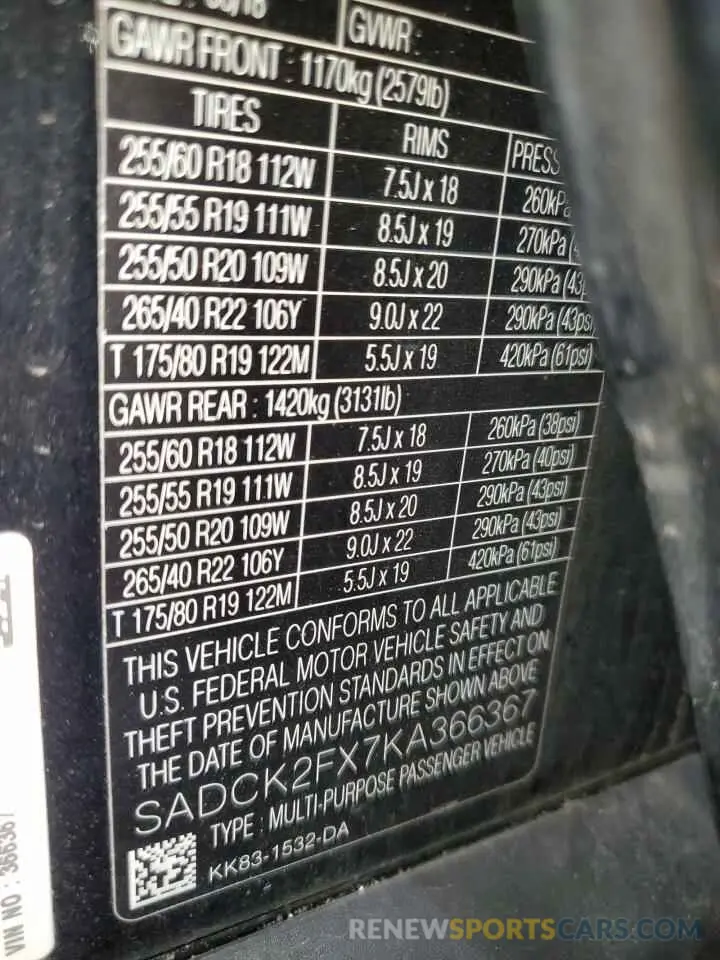 GVWR :
GAWR FRONT : 1170kg (2579lb)
TIRES RIMS
255/60 R18 112W 7.5J x 18
255/55 R19 111W 8.5J x 19
255/50 R20 109W 8.5J x 20
265/40 R22 106Y 9.0J x 22 290kPa (43psi
T 175/80 R19 122M 5.5J x 19 420kPa (61psi)
GAWR REAR : 1420kg (3131lb)
255/60 R18 112W 7.5J x 18 260kPa (38psi)
255/55 R19 111W 8.5J x 19 270kPa (40psi)
255/50 R20 109W 8.5J x 20 290kPa (43psi)
265/40 R22 106Y 9.0J x 22 290kPa (43psi)
T 175/80 R19 122M 5.5J x 19 420kPa (61psi)
THIS VEHICLE CONFORMS TO ALL APPLICABLE
U.S. FEDERAL MOTOR VEHICLE SAFETY AND
THEFT PREVENTION STANDARDS IN EFFECT ON
THE DATE OF MANUFACTURE SHOWN ABOVE
SADCK2FX7KA366367
TYPE : MULTI-PURPOSE PASSENGER VEHICLE
KK83-1532-DA
VIN NO : 366367
RENEWSPORTSCARS.COM